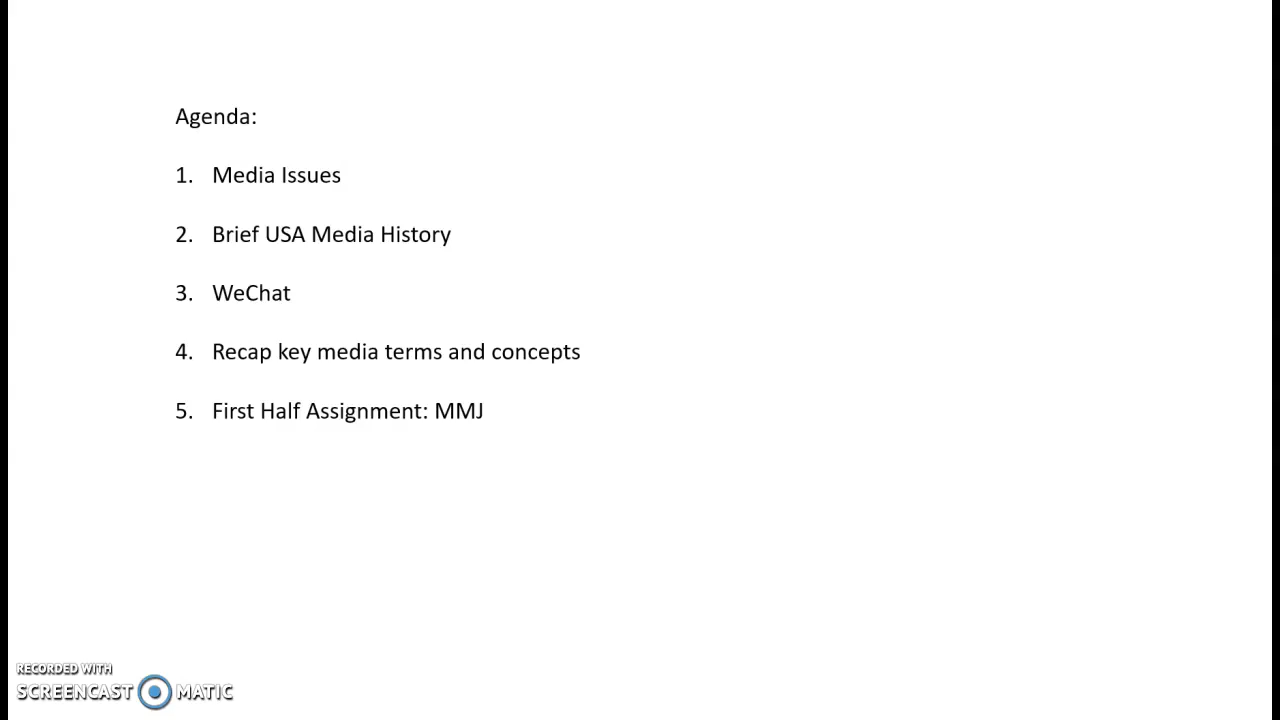 Agenda:
1. Media Issues
2. Brief USA Media History
3. WeChat
4. Recap key media terms and concepts
5. First Half Assignment: MMJ
RECORDED WITH
SCREENCAST MATIC